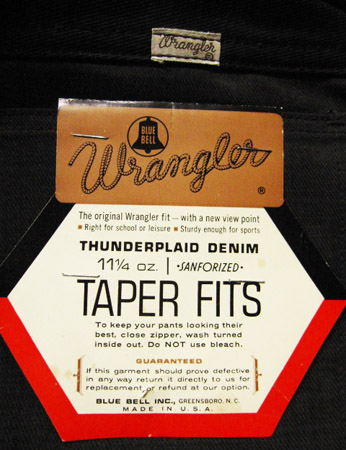 Wrangler®
BLUE
BELL
Wrangler®
The original Wrangler fit — with a new view point
▪ Right for school or leisure ▪ Sturdy enough for sports
THUNDERPLAID DENIM
11¼ oz. | •SANFORIZED•
TAPER FITS
To keep your pants looking their
best, close zipper, wash turned
inside out. Do NOT use bleach.
GUARANTEED
If this garment should prove defective
in any way return it directly to us for
replacement or refund at our option.
BLUE BELL INC., GREENSBORO, N. C.
MADE IN U.S.A.